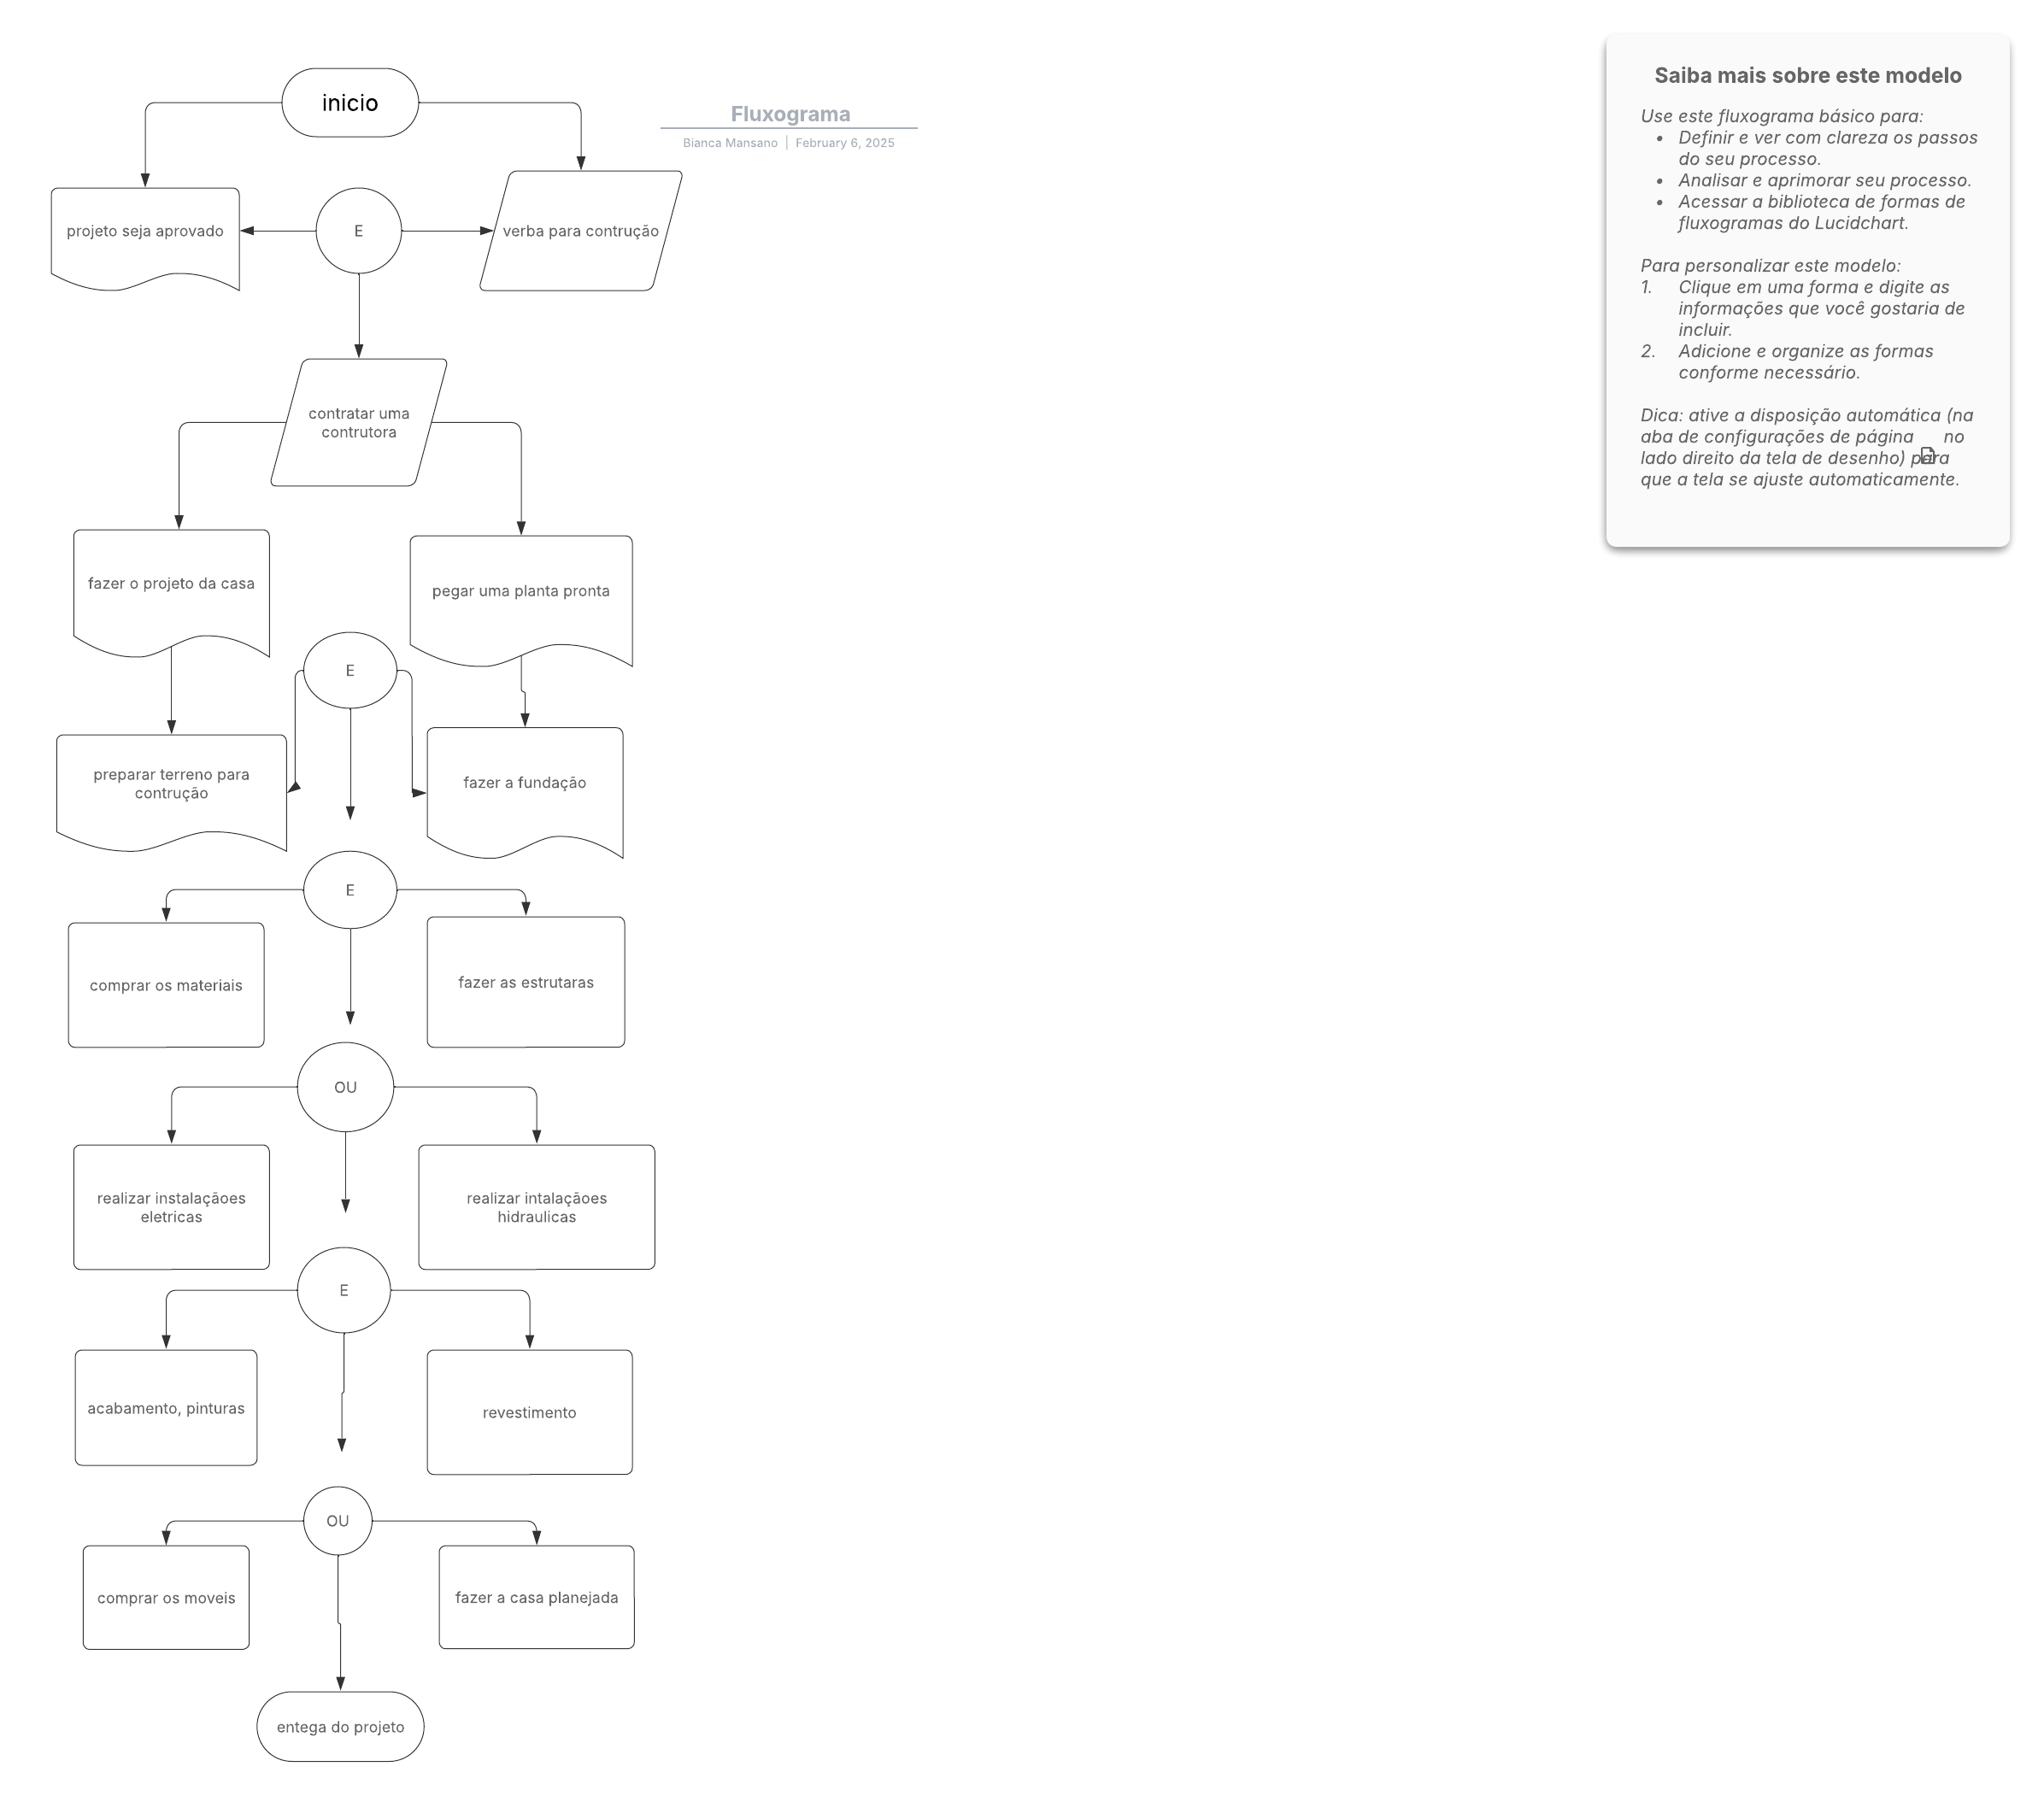 inicio
Fluxograma
Bianca Mansano | February 6, 2025
projeto seja aprovado
E
verba para contrução
contratar uma
contrutora
fazer o projeto da casa
pegar uma planta pronta
E
preparar terreno para
contrução
fazer a fundação
E
comprar os materiais
fazer as estrutaras
OU
realizar instalaçãoes
eletricas
realizar intalaçãoes
hidraulicas
E
acabamento, pinturas
revestimento
OU
comprar os moveis
fazer a casa planejada
entega do projeto
Saiba mais sobre este modelo
Use este fluxograma básico para:
• Definir e ver com clareza os passos
do seu processo.
• Analisar e aprimorar seu processo.
• Acessar a biblioteca de formas de
fluxogramas do Lucidchart.
Para personalizar este modelo:
1. Clique em uma forma e digite as
informações que você gostaria de
incluir.
2. Adicione e organize as formas
conforme necessário.
Dica: ative a disposição automática (na
aba de configurações de página no
lado direito da tela de desenho) para
que a tela se ajuste automaticamente.